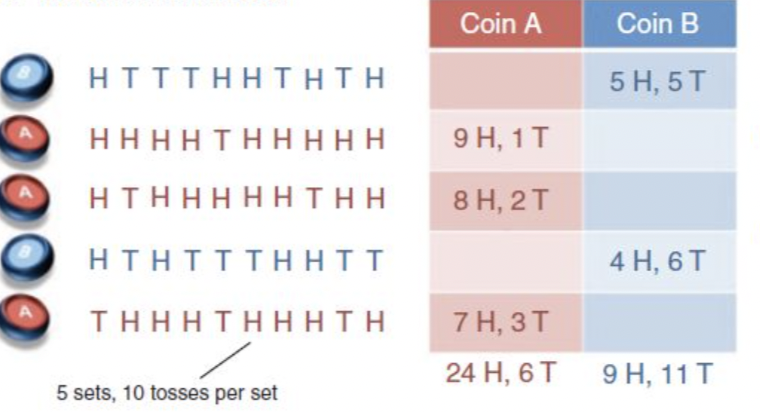 Coin A Coin B
B H T T T H H T H T H 5 H, 5 T
A H H H H T H H H H H 9 H, 1 T
A H T H H H H H T H H 8 H, 2 T
B H T H T T T H H T T 4 H, 6 T
A T H H H T H H H T H 7 H, 3 T
24 H, 6 T 9 H, 11 T
5 sets, 10 tosses per set